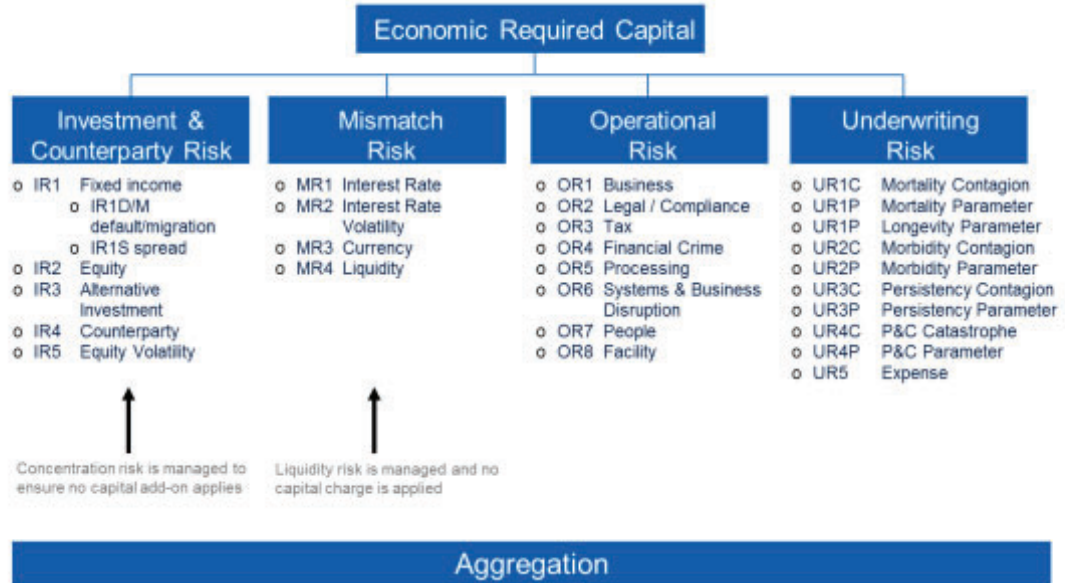 Economic Required Capital
Investment &
Counterparty Risk
o IR1 Fixed income
o IR1D/M
default/migration
o IR1S spread
o IR2 Equity
o IR3 Alternative
Investment
o IR4 Counterparty
o IR5 Equity Volatility
Concentration risk is managed to
ensure no capital add-on applies
Mismatch
Risk
o MR1 Interest Rate
o MR2 Interest Rate
Volatility
o MR3 Currency
o MR4 Liquidity
Liquidity risk is managed and no
capital charge is applied
Operational
Risk
o OR1 Business
o OR2 Legal / Compliance
o OR3 Tax
o OR4 Financial Crime
o OR5 Processing
o OR6 Systems & Business
Disruption
o OR7 People
o OR8 Facility
Underwriting
Risk
o UR1C Mortality Contagion
o UR1P Mortality Parameter
o UR1P Longevity Parameter
o UR2C Morbidity Contagion
o UR2P Morbidity Parameter
o UR3C Persistency Contagion
o UR3P Persistency Parameter
o UR4C P&C Catastrophe
o UR4P P&C Parameter
o UR5 Expense
Aggregation